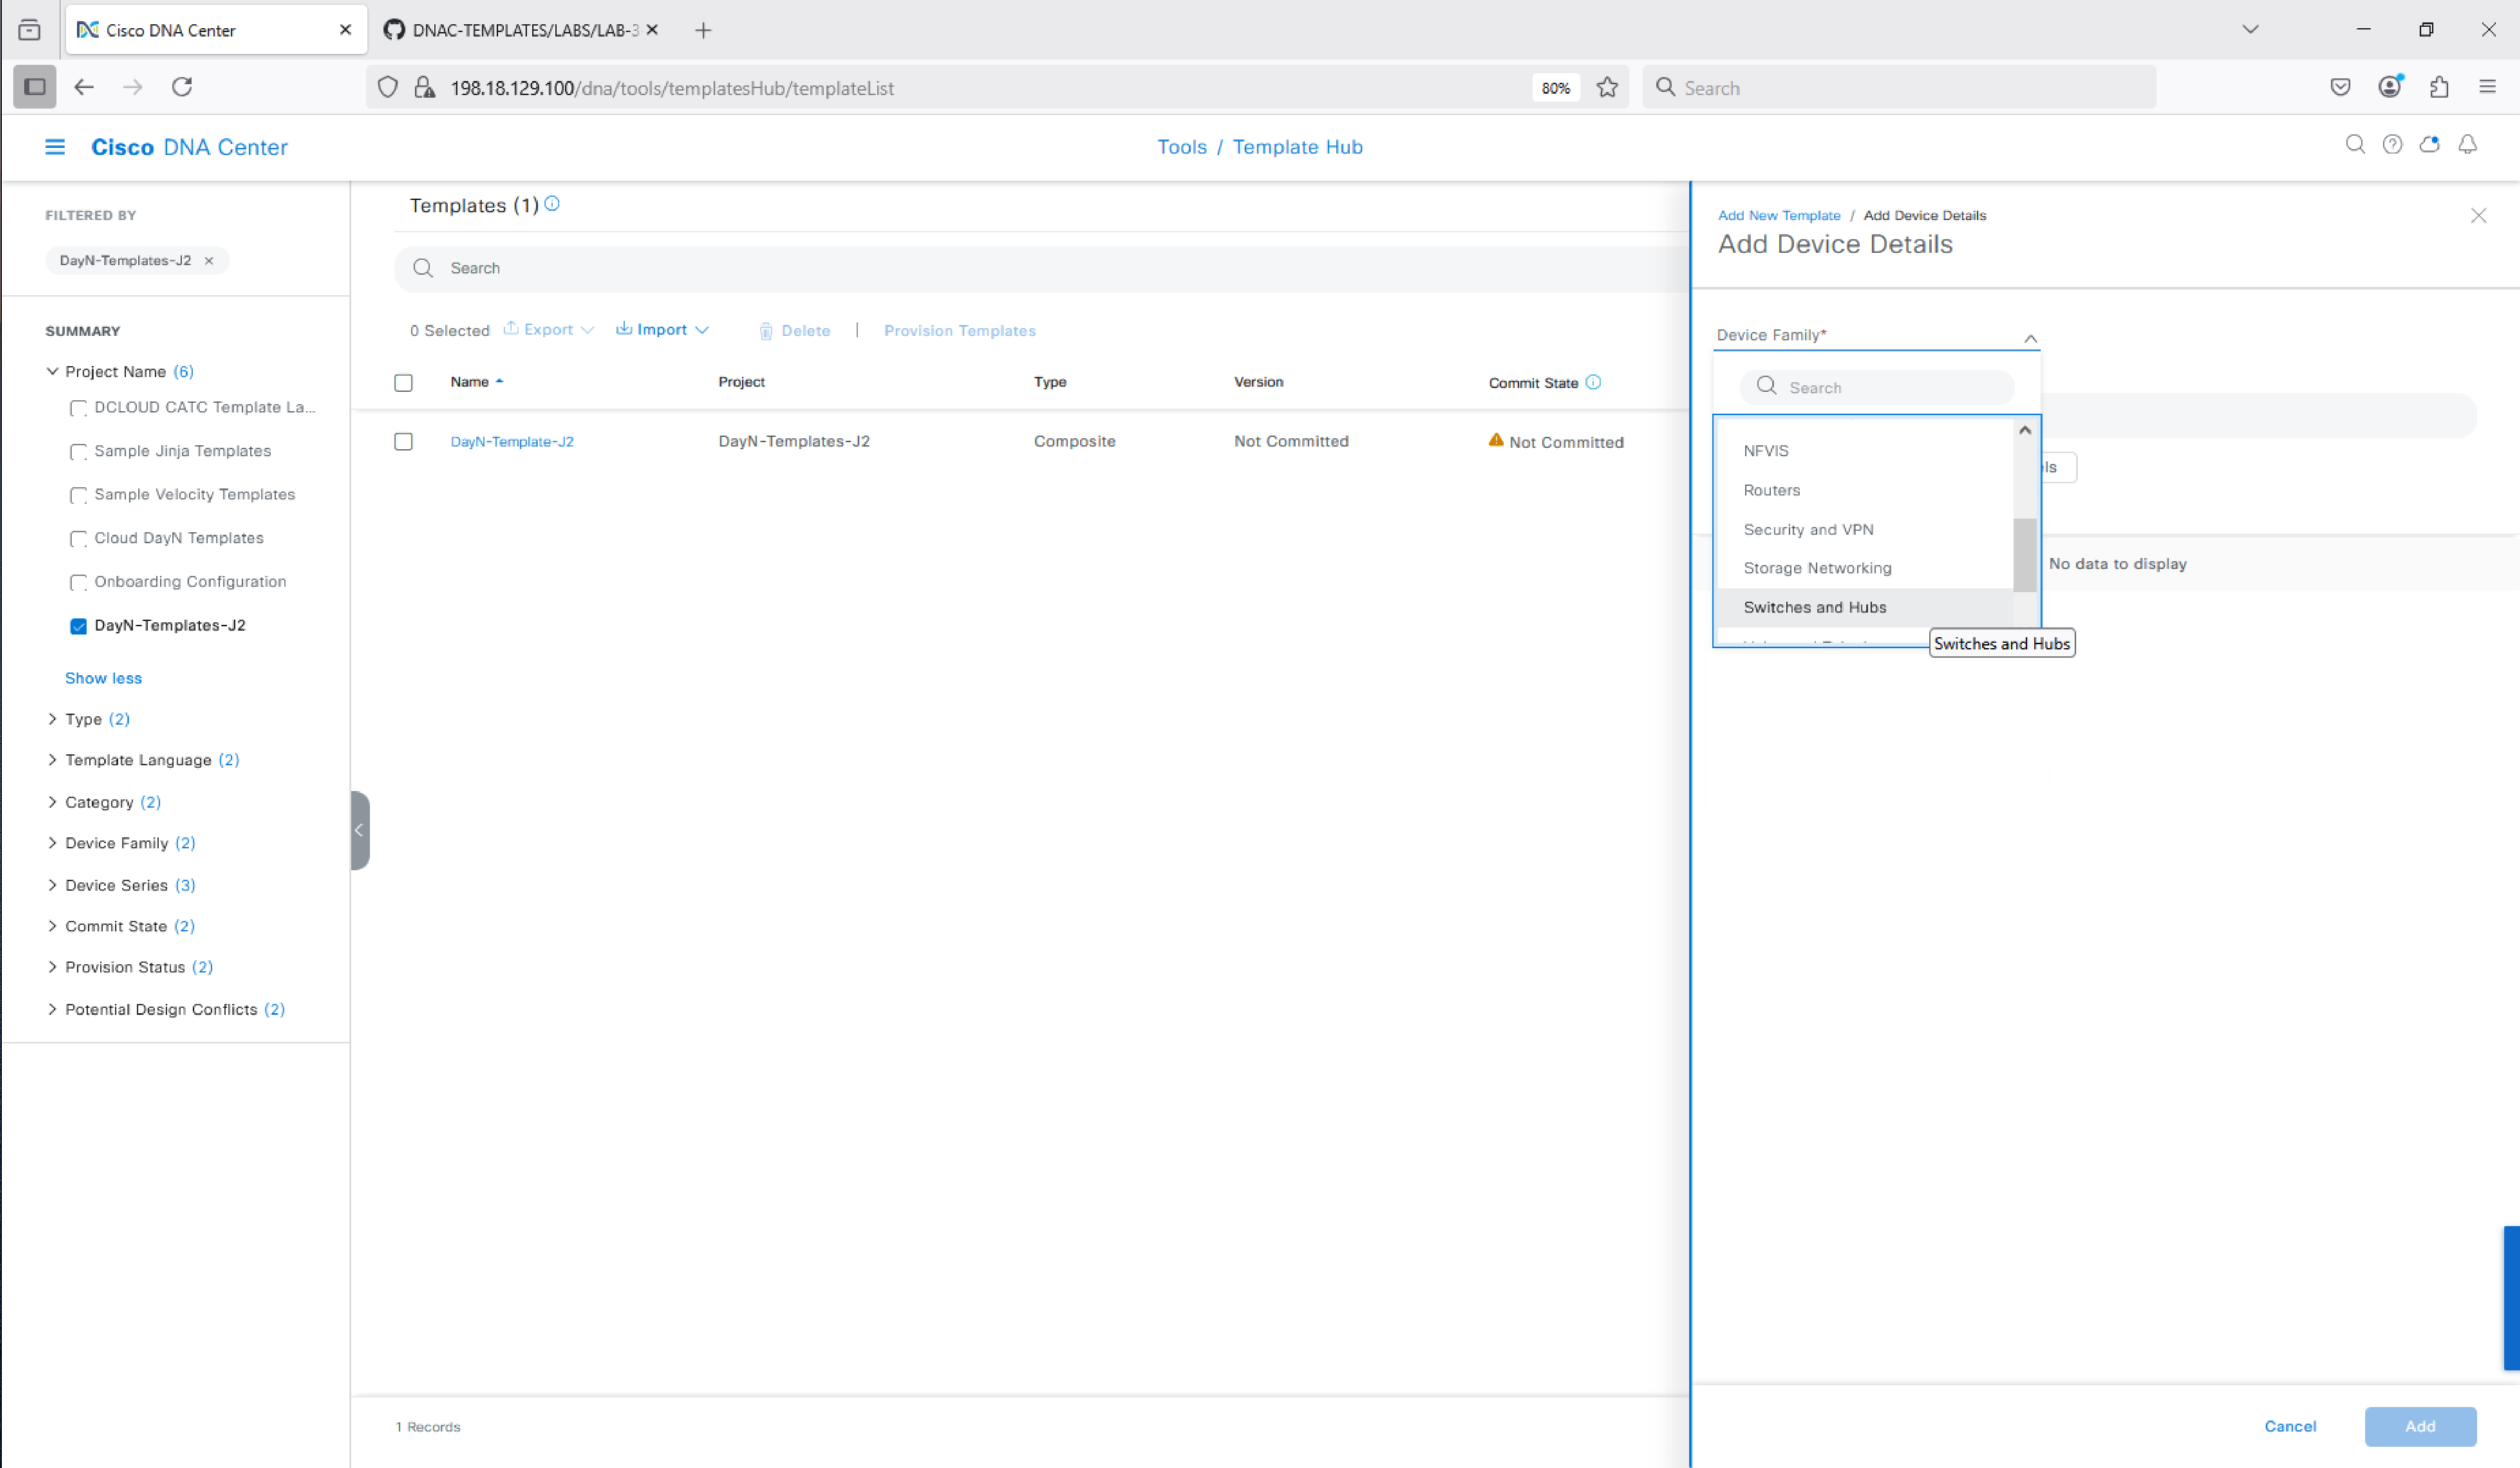 Cisco DNA Center
DNAC-TEMPLATES/LABS/LAB-3
198.18.129.100/dna/tools/templatesHub/templateList
80%
Search
Cisco DNA Center
Tools / Template Hub
FILTERED BY
DayN-Templates-J2
SUMMARY
Project Name (6)
DCLOUD CATC Template La...
Sample Jinja Templates
Sample Velocity Templates
Cloud DayN Templates
Onboarding Configuration
DayN-Templates-J2
Show less
Type (2)
Template Language (2)
Category (2)
Device Family (2)
Device Series (3)
Commit State (2)
Provision Status (2)
Potential Design Conflicts (2)
Templates (1)
Search
0 Selected Export Import Delete | Provision Templates
Name Project Type Version Commit State
DayN-Template-J2 DayN-Templates-J2 Composite Not Committed Not Committed
1 Records
Add New Template / Add Device Details
Add Device Details
Device Family*
Search
NFVIS
Routers
Security and VPN
Storage Networking
Switches and Hubs
Switches and Hubs
No data to display
Cancel Add